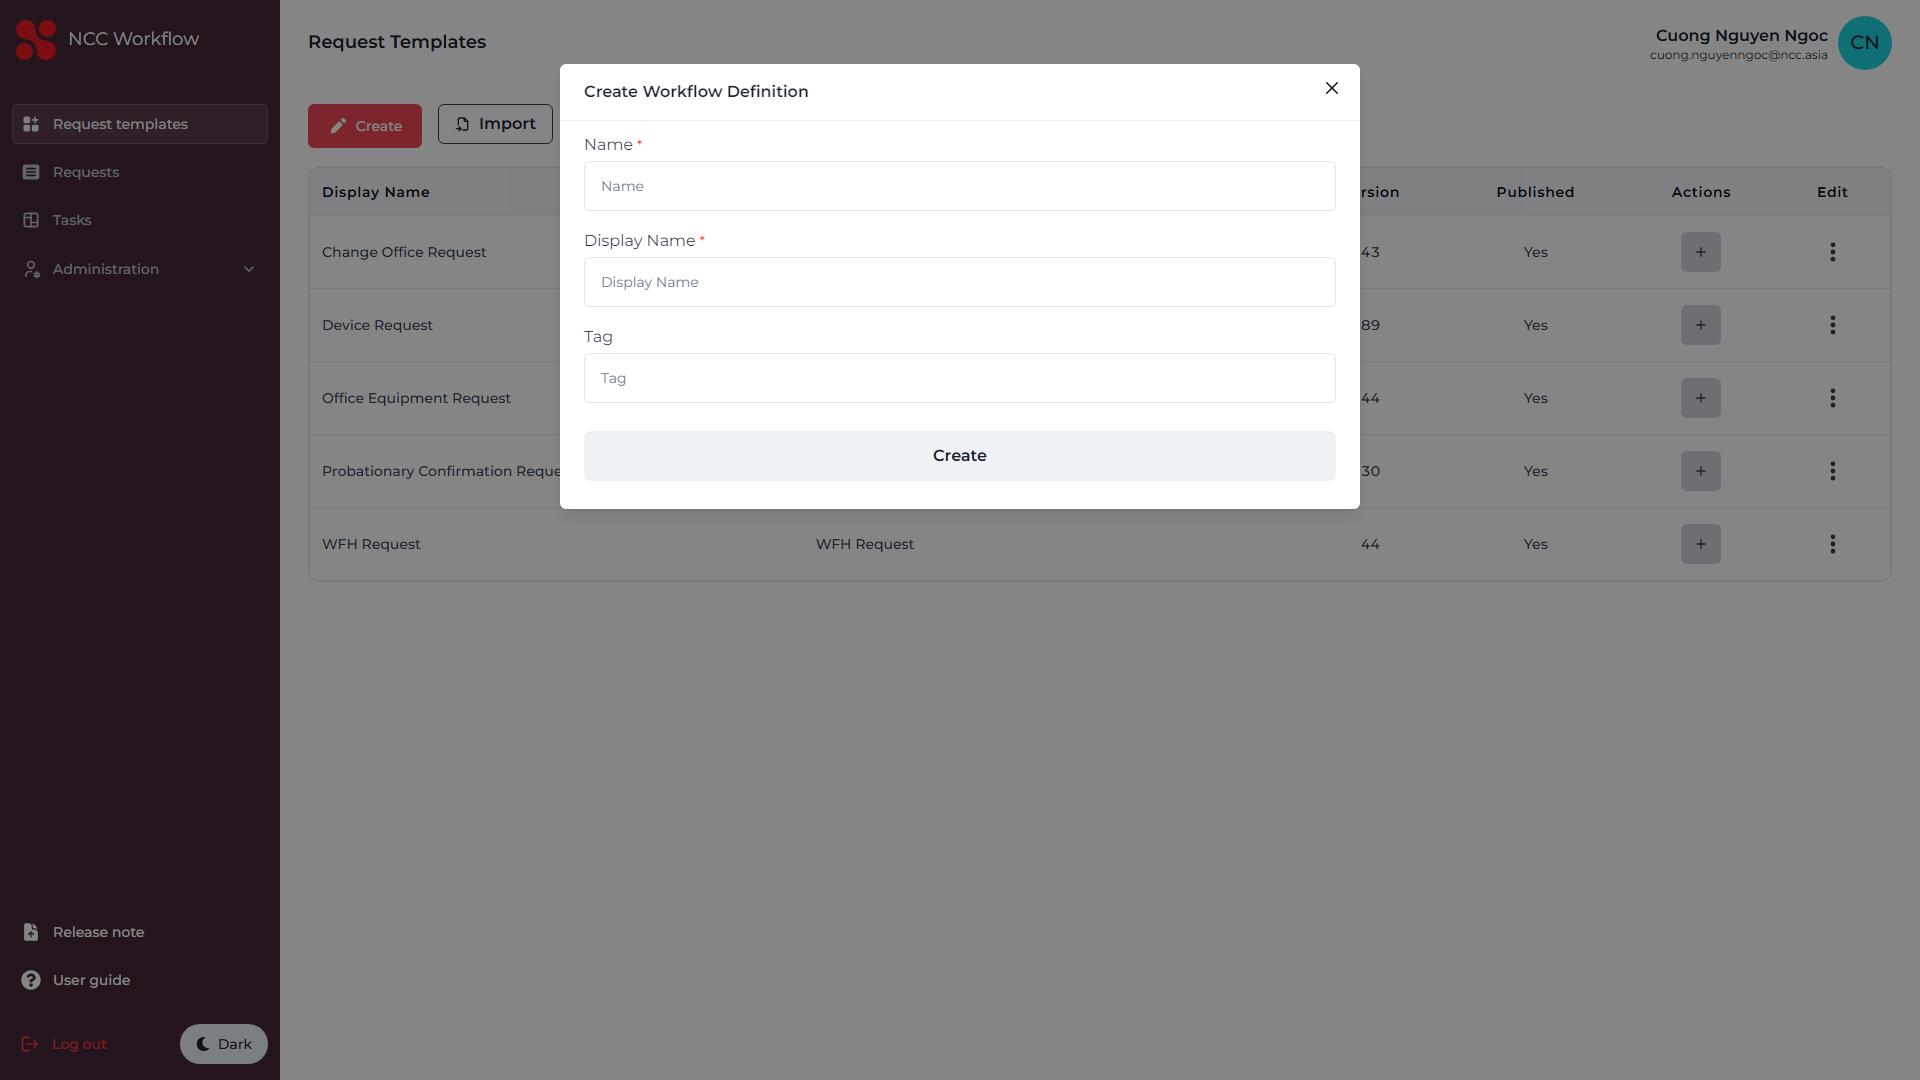 NCC Workflow
Request templates
Requests
Tasks
Administration
Release note
User guide
Log out
Dark
Request Templates
Cuong Nguyen Ngoc
cuong.nguyenngoc@ncc.asia
CN
Create
Import
Create Workflow Definition
Name *
Name
Display Name *
Display Name
Tag
Tag
Create
Display Name Published Actions Edit
Change Office Request 43 Yes
Device Request 89 Yes
Office Equipment Request 44 Yes
Probationary Confirmation 30 Yes
WFH Request WFH Request 44 Yes